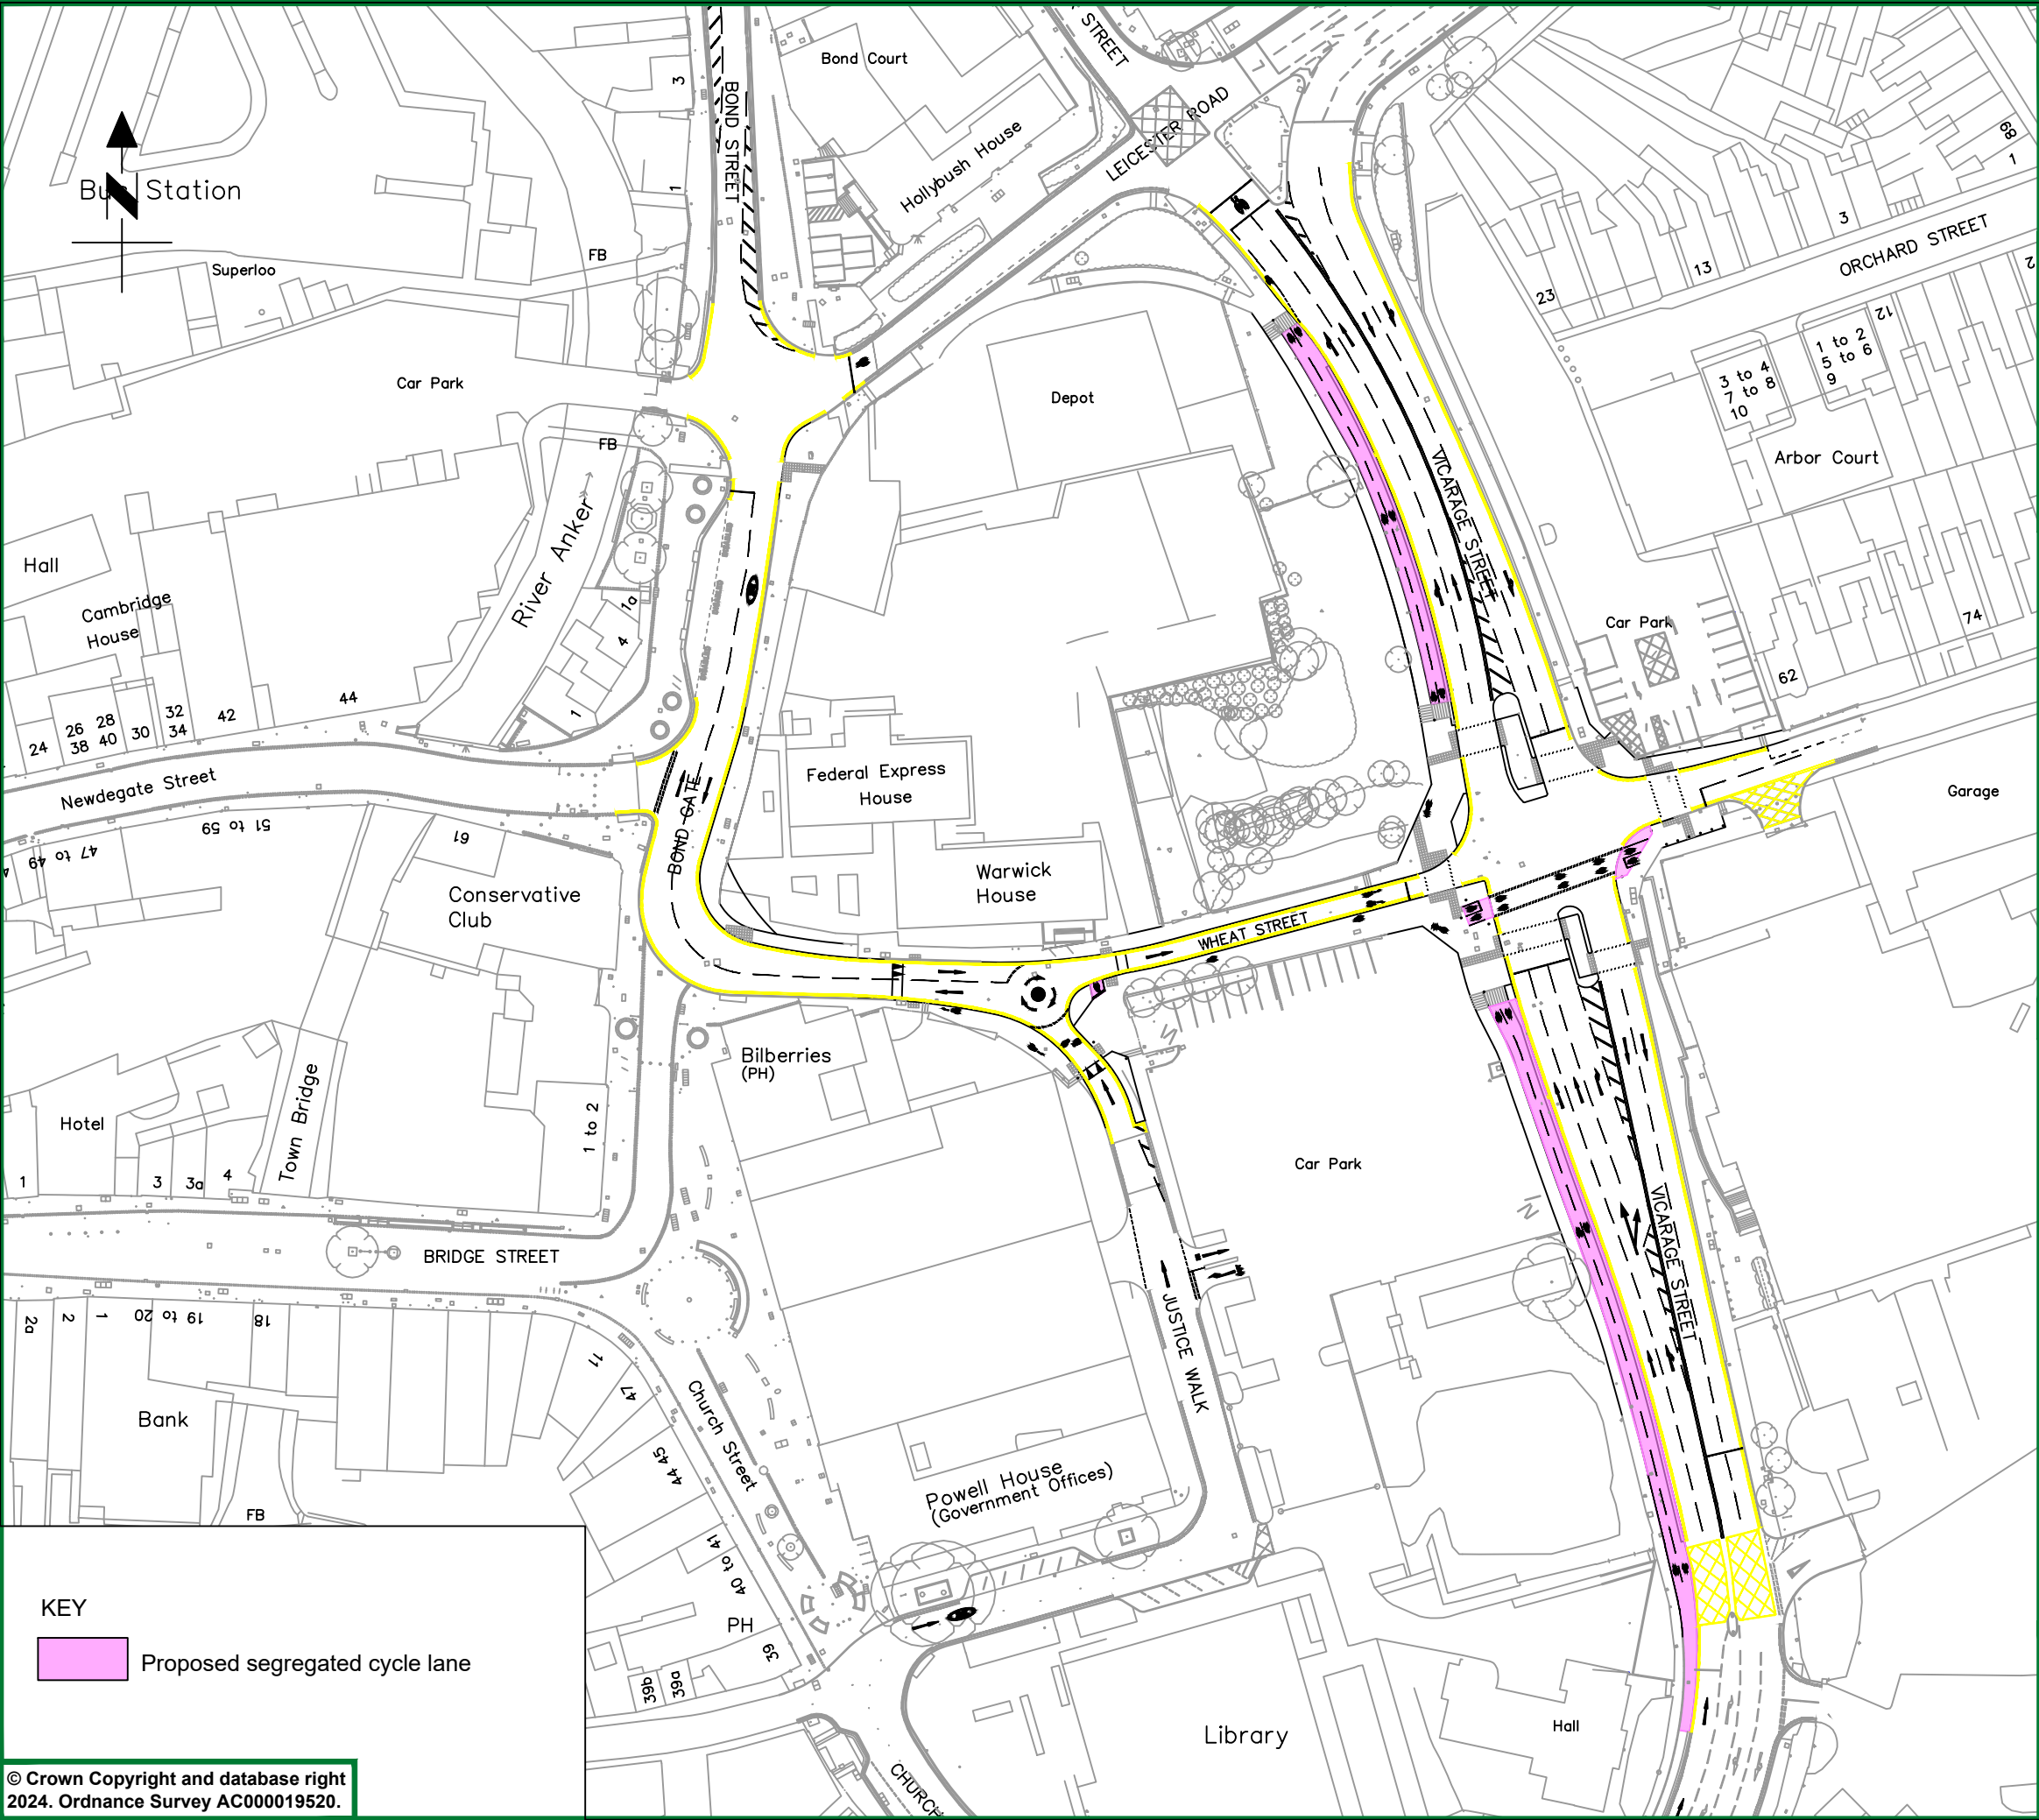 STREET
Bond Court
LEICESTER ROAD
BOND STREET
3
1
Hollybush House
Bus Station
N
Superloo
FB
68
1
3
ORCHARD STREET
13
23
2
12
1 to 2
5 to 6
9
3 to 4
7 to 8
10
Arbor Court
Car Park
Depot
FB
VICARAGE STREET
Hall
Cambridge
House
River Anker
1a
4
1
Car Park
74
62
24
26
28
38
40
30
32
34
42
44
Newdegate Street
BOND GATE
Federal Express
House
Garage
51 to 59
47 to 49
61
Conservative
Club
Warwick
House
WHEAT STREET
Bilberries
(PH)
Hotel
Town Bridge
1 to 2
1
3
3a
4
Car Park
BRIDGE STREET
VICARAGE STREET
JUSTICE WALK
2a
2
1
19 to 20
18
11
47
Church Street
Bank
44 45
Powell House
(Government Offices)
FB
40 to 41
PH
39
39a
39b
KEY
Proposed segregated cycle lane
Library
Hall
CHURCH
© Crown Copyright and database right
2024. Ordnance Survey AC000019520.